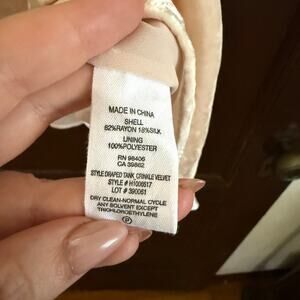 MADE IN CHINA
SHELL
82%RAYON 18%SILK
LINING
100%POLYESTER
RN 98406
CA 39862
STYLE DRAPED TANK, CRINKLE VELVET
STYLE # H1006617
LOT # 390061
DRY CLEAN-NORMAL CYCLE
ANY SOLVENT EXCEPT
TRICHLOROETHYLENE
P